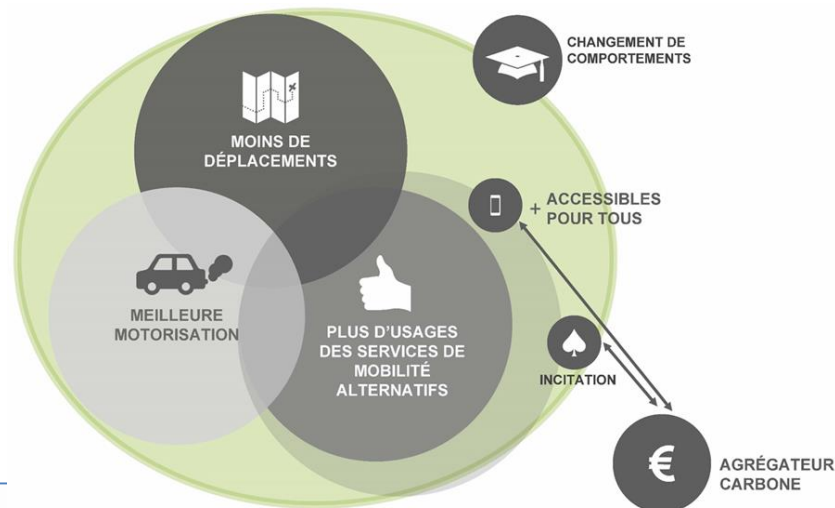 CHANGEMENT DE
COMPORTEMENTS
MOINS DE
DÉPLACEMENTS
+ ACCESSIBLES
POUR TOUS
MEILLEURE
MOTORISATION
PLUS D'USAGES
DES SERVICES DE
MOBILITÉ
ALTERNATIFS
INCITATION
€
AGRÉGATEUR
CARBONE